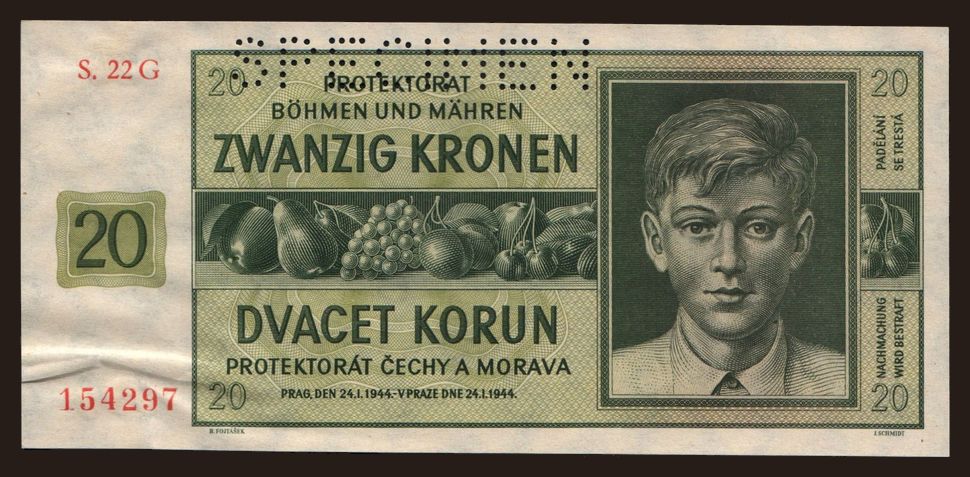 SPECIMEN
S. 22 G
20
PROTEKTORAT
20
BÖHMEN UND MÄHREN
ZWANZIG KRONEN
PADĚLÁNÍ
SE TRESTÁ
20
DVACET KORUN
PROTEKTORÁT ČECHY A MORAVA
NACHMACHUNG
WIRD BESTRAFT
154297
20
PRAG, DEN 24.I.1944.-V PRAZE DNE 24.I.1944.
20
B. FOJTÁŠEK
J. SCHMIDT